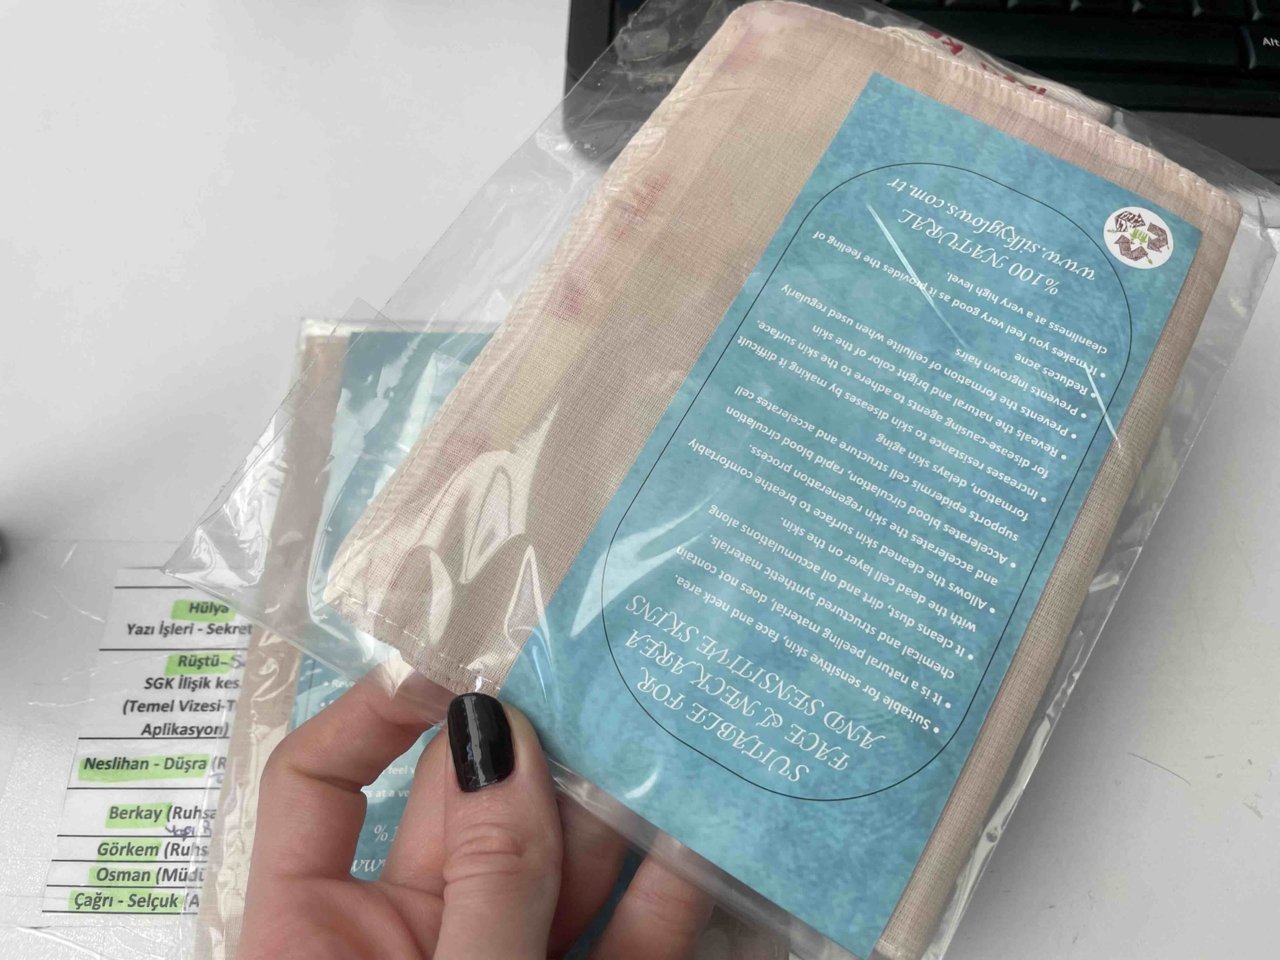 SUITABLE FOR
FACE & NECK AREA
AND SENSITIVE SKINS
• Suitable for sensitive skin, face and neck area.
• It is a natural peeling material, does not contain
chemical and structured synthetic materials,
• It cleans dust, dirt and oil accumulations along
with the dead cell layer on the skin.
• Allows the cleaned skin surface to breathe comfortably
and accelerates the skin regeneration process.
• Accelerates blood circulation, rapid blood circulation
supports epidermis cell structure and accelerates cell
formation, delays skin aging
• Increases resistance to skin diseases by making it difficult
for disease-causing agents to adhere to the skin surface.
• Reveals the natural and bright color of the skin
• Prevents the formation of cellulite when used regularly
• Prevents ingrown hairs
Reduces acne
• It makes you feel very good as it provides the feeling of
cleanliness at a very high level.
%100 NATURAL
www.silkyglows.com.tr
Alt
Hülya
Yazı İşleri - Sekret
Rüştü-
SGK İlişik kes
(Temel Vizesi-T
Aplikasyon)
Neslihan - Düşra (R
Berkay (Ruhsa
Yapı
Görkem (Ruhs
Osman (Müdü
Çağrı - Selçuk (A